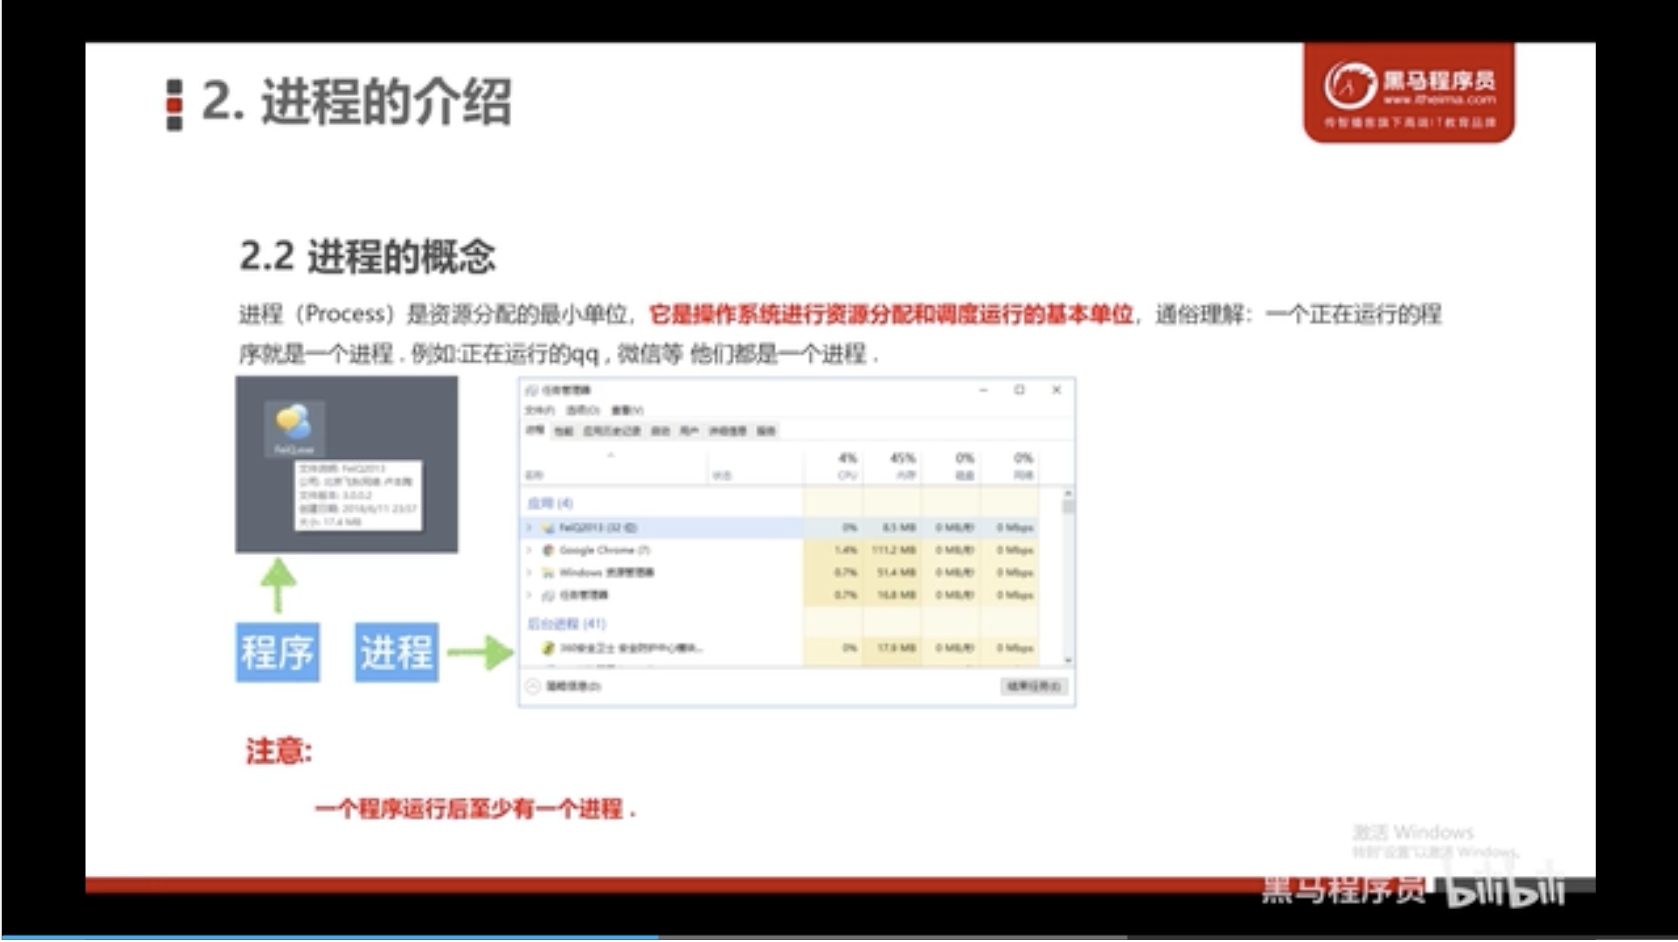 2. 进程的介绍
黑马程序员
www.itheima.com
传智播客旗下高端IT教育品牌
2.2 进程的概念
进程（Process）是资源分配的最小单位，它是操作系统进行资源分配和调度运行的基本单位，通俗理解：一个正在运行的程
序就是一个进程 . 例如:正在运行的qq , 微信等 他们都是一个进程 .
FeiQ.exe
文件说明: FeiQ2013
文件版本: 3.0.0.2
创建日期: 2018/6/11 23:57
大小: 17.4 MB
程序
进程
任务管理器
文件(F) 选项(O) 查看(V)
进程 性能 应用历史记录 启动 用户 详细信息 服务
4% 45% 0% 0%
名称 状态 CPU 内存 磁盘 网络
应用 (4)
FeiQ2013 (32 位) 0% 8.5 MB 0 MB/秒 0 Mbps
Google Chrome (7) 1.4% 111.2 MB 0 MB/秒 0 Mbps
Windows 资源管理器 0.7% 51.4 MB 0 MB/秒 0 Mbps
任务管理器 0.7% 16.8 MB 0 MB/秒 0 Mbps
后台进程 (41)
360安全卫士 安全防护中心模块... 0% 17.9 MB 0 MB/秒 0 Mbps
简略信息(D)
结束任务(E)
注意:
一个程序运行后至少有一个进程 .
激活 Windows
转到"设置"以激活 Windows。
黑马程序员 bilibili